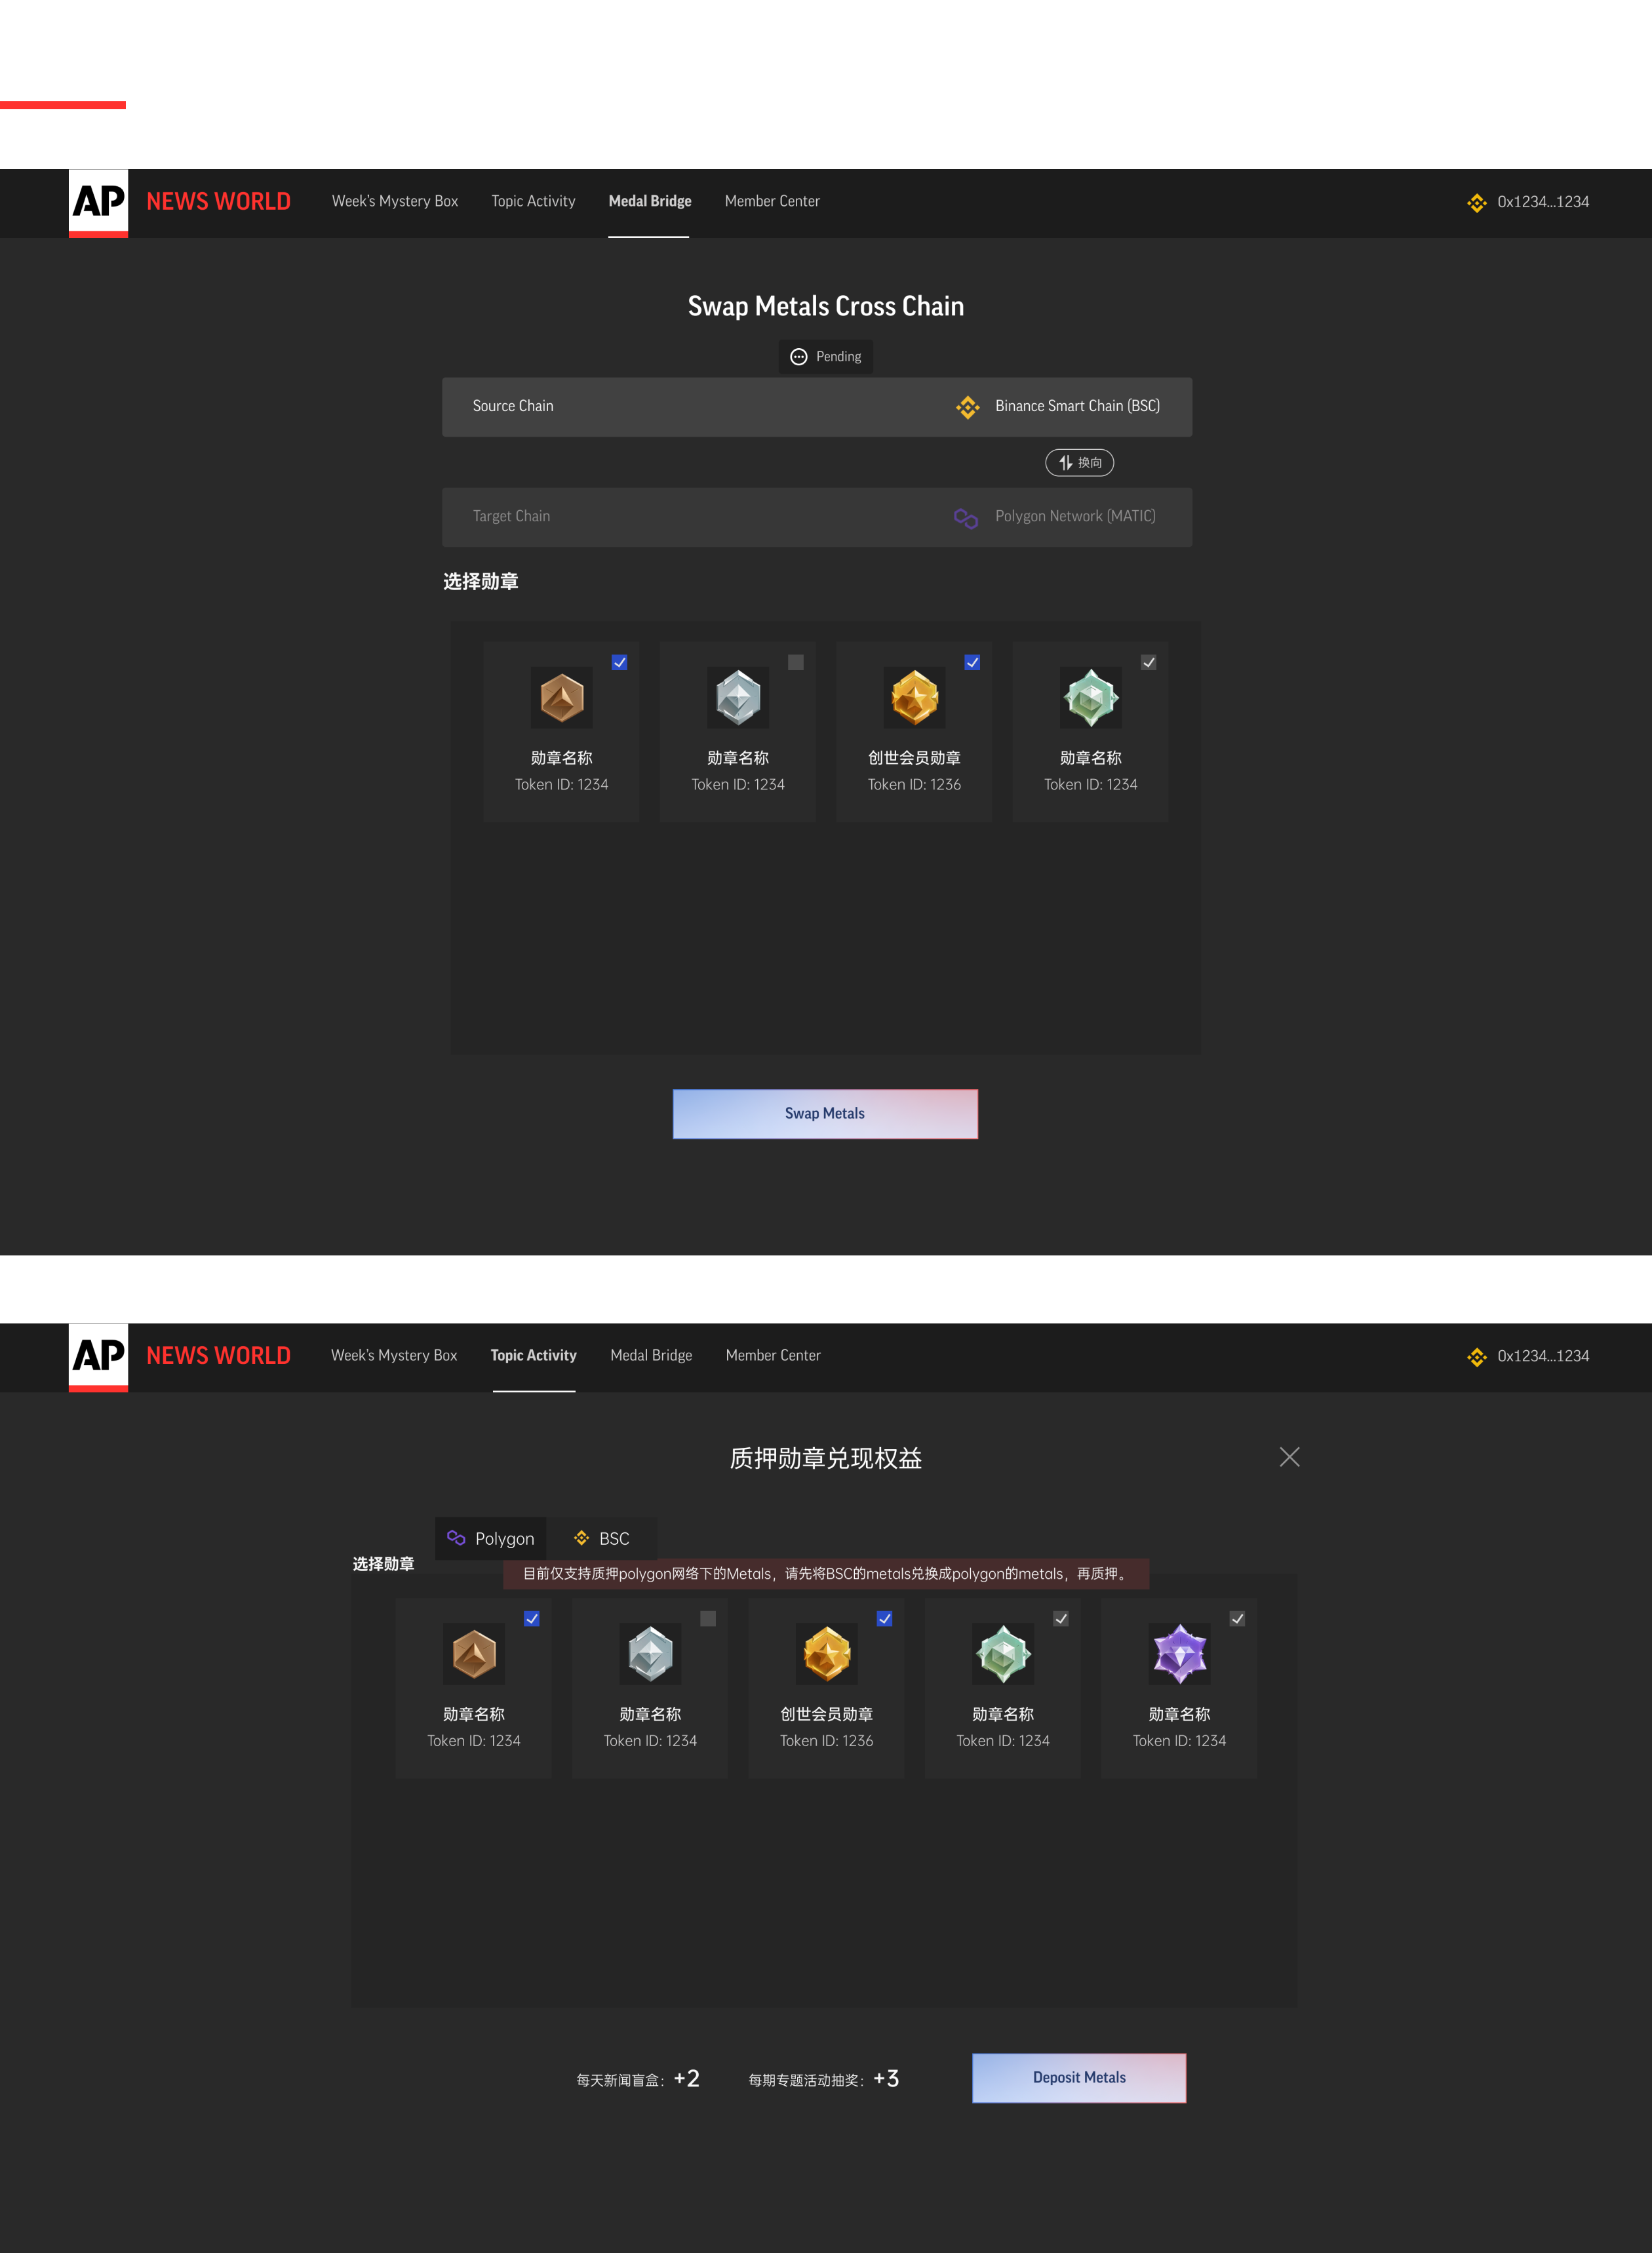 AP NEWS WORLD Week's Mystery Box Topic Activity Medal Bridge Member Center 0x1234...1234
Swap Metals Cross Chain
Pending
Source Chain Binance Smart Chain (BSC)
换向
Target Chain Polygon Network (MATIC)
选择勋章
勋章名称 勋章名称 创世会员勋章 勋章名称
Token ID: 1234 Token ID: 1234 Token ID: 1236 Token ID: 1234
Swap Metals
AP NEWS WORLD Week's Mystery Box Topic Activity Medal Bridge Member Center 0x1234...1234
质押勋章兑现权益
Polygon BSC
选择勋章
目前仅支持质押polygon网络下的Metals，请先将BSC的metals兑换成polygon的metals，再质押。
勋章名称 勋章名称 创世会员勋章 勋章名称 勋章名称
Token ID: 1234 Token ID: 1234 Token ID: 1236 Token ID: 1234 Token ID: 1234
每天新闻盲盒：+2 每期专题活动抽奖：+3 Deposit Metals